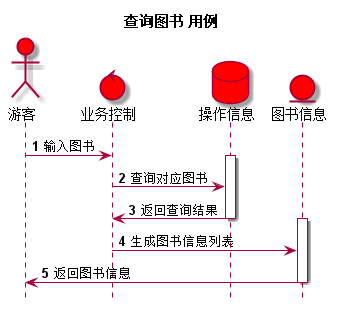 查询图书 用例
游客
业务控制
操作信息
图书信息
1 输入图书
2 查询对应图书
3 返回查询结果
4 生成图书信息列表
5 返回图书信息